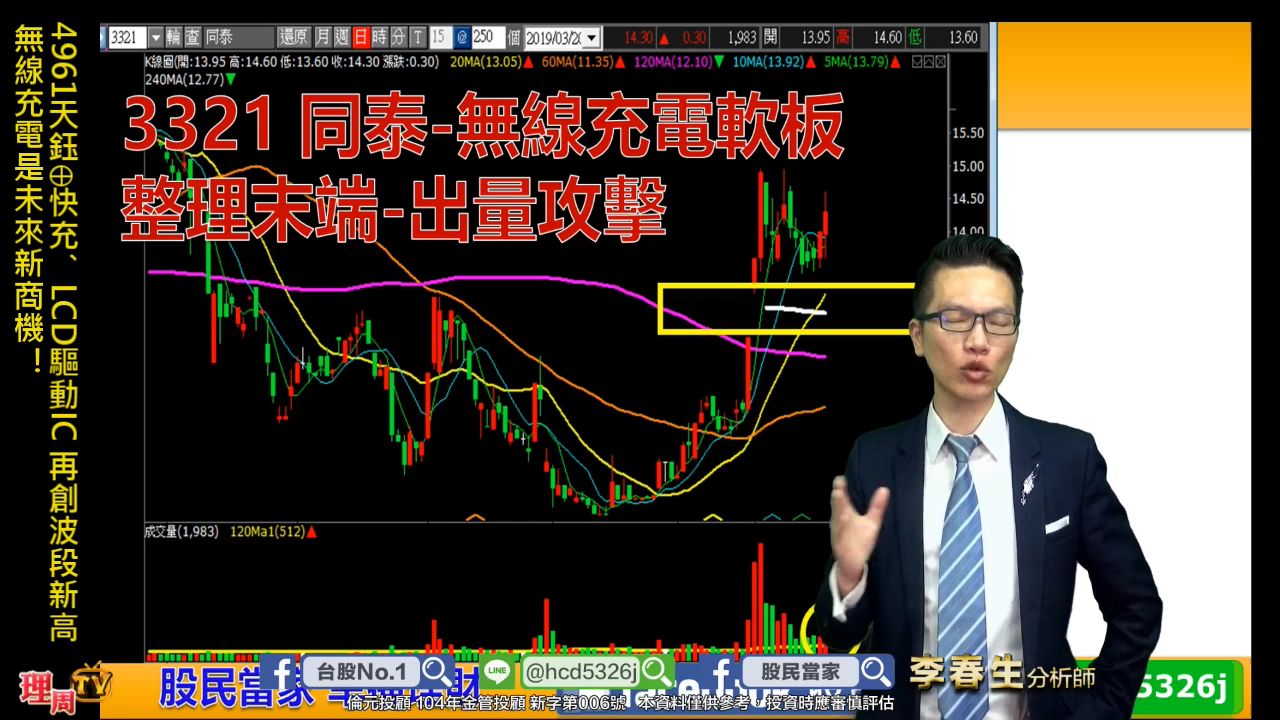 4961天鈺⊕快充、LCD驅動IC 再創波段新高
無線充電是未來新商機！
3321 輪 查 同泰 還原 月 週 日 時 分 T 15 @ 250 個 2019/03/2 14.30 ▲ 0.30 1,983 開 13.95 高 14.60 低 13.60
K線圖(開:13.95 高:14.60 低:13.60 收:14.30 漲跌:0.30) 20MA(13.05)▲ 60MA(11.35)▲ 120MA(12.10)▼ 10MA(13.92)▲ 5MA(13.79)▲
240MA(12.77)▼
3321 同泰-無線充電軟板
整理末端-出量攻擊
15.50
15.00
14.50
14.00
成交量(1,983) 120Ma1(512)▲
理周TV
股民當家
台股No.1
LINE @hcd5326j
股民當家
李春生分析師
5326j
倫元投顧 104年金管投顧 新字第006號 本資料僅供參考，投資時應審慎評估